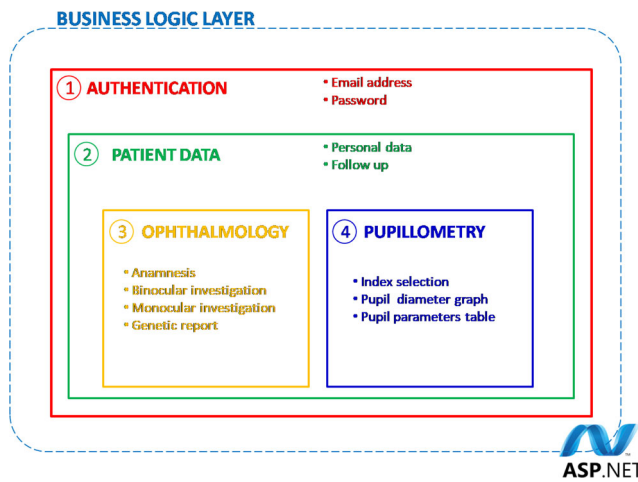 BUSINESS LOGIC LAYER
1 AUTHENTICATION
• Email address
• Password
2 PATIENT DATA
• Personal data
• Follow up
3 OPHTHALMOLOGY
• Anamnesis
• Binocular investigation
• Monocular investigation
• Genetic report
4 PUPILLOMETRY
• Index selection
• Pupil diameter graph
• Pupil parameters table
ASP.NET